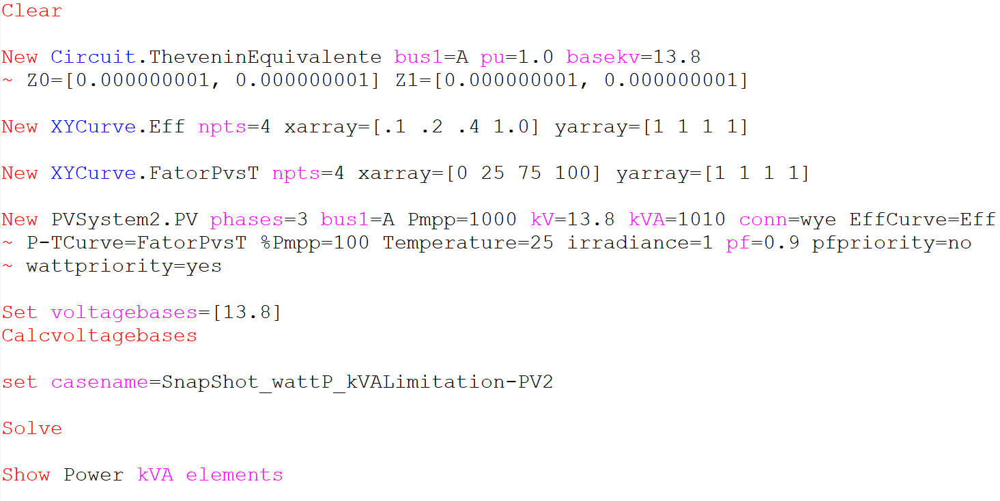 Clear
New Circuit.TheveninEquivalente bus1=A pu=1.0 basekv=13.8
~ Z0=[0.000000001, 0.000000001] Z1=[0.000000001, 0.000000001]
New XYCurve.Eff npts=4 xarray=[.1 .2 .4 1.0] yarray=[1 1 1 1]
New XYCurve.FatorPvsT npts=4 xarray=[0 25 75 100] yarray=[1 1 1 1]
New PVSystem2.PV phases=3 bus1=A Pmpp=1000 kV=13.8 kVA=1010 conn=wye EffCurve=Eff
~ P-TCurve=FatorPvsT %Pmpp=100 Temperature=25 irradiance=1 pf=0.9 pfpriority=no
~ wattpriority=yes
Set voltagebases=[13.8]
Calcvoltagebases
set casename=SnapShot_wattP_kVALimitation-PV2
Solve
Show Power kVA elements